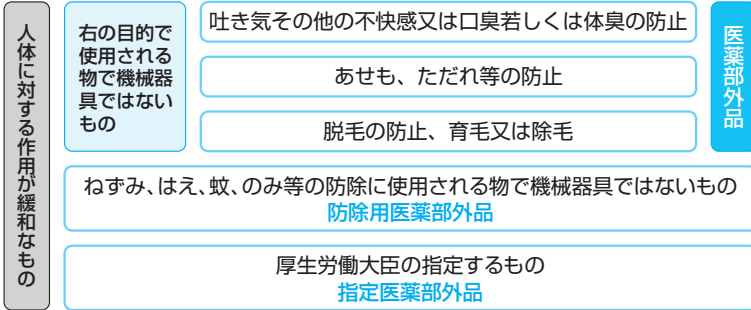 人体に対する作用が緩和なもの
右の目的で
使用される
物で機械器
具ではない
もの
吐き気その他の不快感又は口臭若しくは体臭の防止
あせも、ただれ等の防止
脱毛の防止、育毛又は除毛
医薬部外品
ねずみ、はえ、蚊、のみ等の防除に使用される物で機械器具ではないもの
防除用医薬部外品
厚生労働大臣の指定するもの
指定医薬部外品